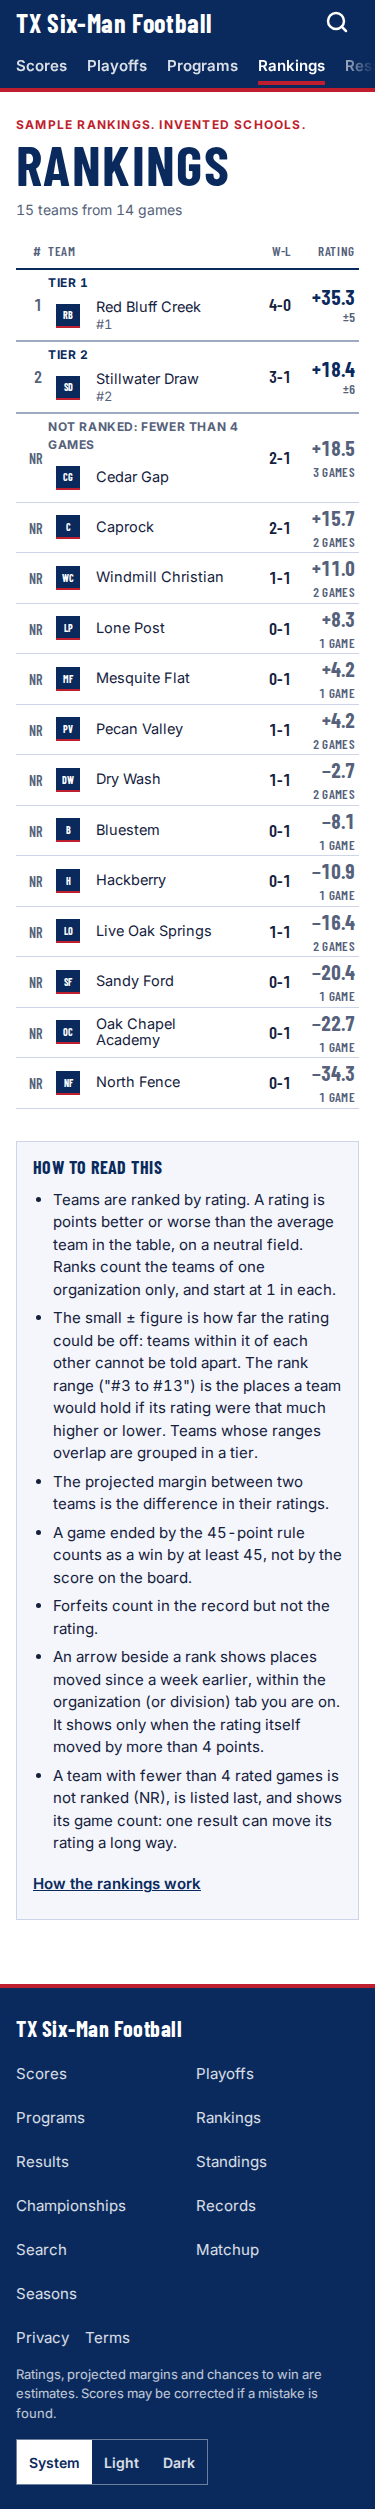 TX Six-Man Football
Scores Playoffs Programs Rankings Res
SAMPLE RANKINGS. INVENTED SCHOOLS.
RANKINGS
15 teams from 14 games
# TEAM W-L RATING
TIER 1
1 RB Red Bluff Creek 4-0 +35.3
#1 ±5
TIER 2
2 SD Stillwater Draw 3-1 +18.4
#2 ±6
NOT RANKED: FEWER THAN 4
GAMES
NR CG Cedar Gap 2-1 +18.5
3 GAMES
NR C Caprock 2-1 +15.7
2 GAMES
NR WC Windmill Christian 1-1 +11.0
2 GAMES
NR LP Lone Post 0-1 +8.3
1 GAME
NR MF Mesquite Flat 0-1 +4.2
1 GAME
NR PV Pecan Valley 1-1 +4.2
2 GAMES
NR DW Dry Wash 1-1 −2.7
2 GAMES
NR B Bluestem 0-1 −8.1
1 GAME
NR H Hackberry 0-1 −10.9
1 GAME
NR LO Live Oak Springs 1-1 −16.4
2 GAMES
NR SF Sandy Ford 0-1 −20.4
1 GAME
NR OC Oak Chapel
Academy 0-1 −22.7
1 GAME
NR NF North Fence 0-1 −34.3
1 GAME
HOW TO READ THIS
• Teams are ranked by rating. A rating is
points better or worse than the average
team in the table, on a neutral field.
Ranks count the teams of one
organization only, and start at 1 in each.
• The small ± figure is how far the rating
could be off: teams within it of each
other cannot be told apart. The rank
range ("#3 to #13") is the places a team
would hold if its rating were that much
higher or lower. Teams whose ranges
overlap are grouped in a tier.
• The projected margin between two
teams is the difference in their ratings.
• A game ended by the 45-point rule
counts as a win by at least 45, not by the
score on the board.
• Forfeits count in the record but not the
rating.
• An arrow beside a rank shows places
moved since a week earlier, within the
organization (or division) tab you are on.
It shows only when the rating itself
moved by more than 4 points.
• A team with fewer than 4 rated games is
not ranked (NR), is listed last, and shows
its game count: one result can move its
rating a long way.
How the rankings work
TX Six-Man Football
Scores Playoffs
Programs Rankings
Results Standings
Championships Records
Search Matchup
Seasons
Privacy Terms
Ratings, projected margins and chances to win are
estimates. Scores may be corrected if a mistake is
found.
System Light Dark